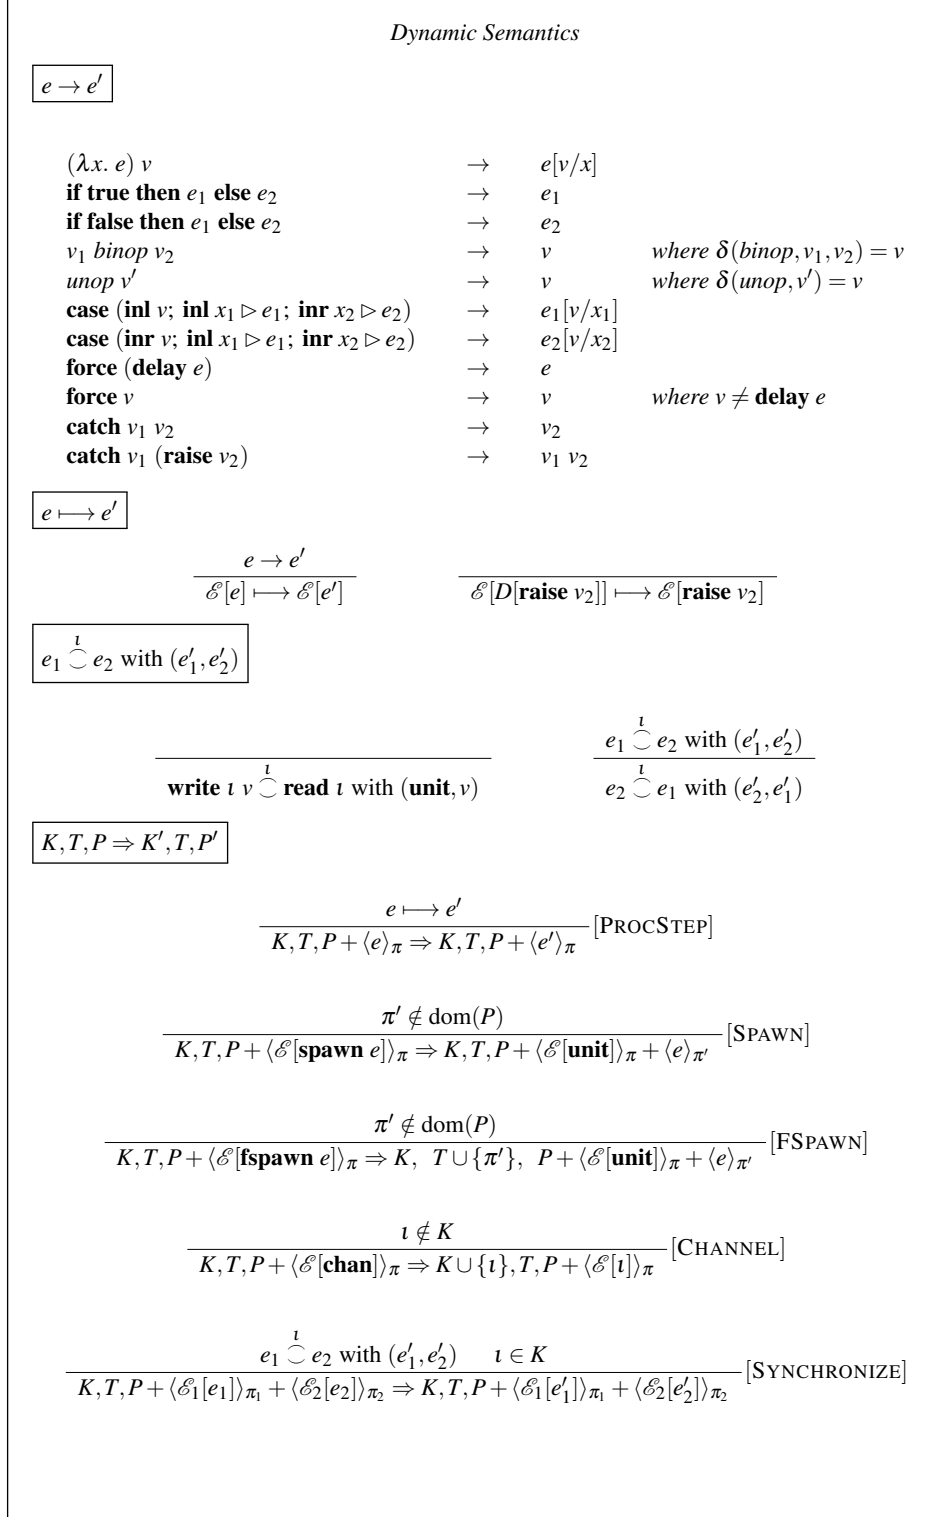 Dynamic Semantics
e → e′
(λx. e) v → e[v/x]
if true then e₁ else e₂ → e₁
if false then e₁ else e₂ → e₂
v₁ binop v₂ → v where δ(binop, v₁, v₂) = v
unop v′ → v where δ(unop, v′) = v
case (inl v; inl x₁ ▷ e₁; inr x₂ ▷ e₂) → e₁[v/x₁]
case (inr v; inl x₁ ▷ e₁; inr x₂ ▷ e₂) → e₂[v/x₂]
force (delay e) → e
force v → v where v ≠ delay e
catch v₁ v₂ → v₂
catch v₁ (raise v₂) → v₁ v₂
e ⟼ e′
e → e′
ℰ[e] ⟼ ℰ[e′] ℰ[D[raise v₂]] ⟼ ℰ[raise v₂]
e₁ ⌣^ι e₂ with (e′₁, e′₂)
e₁ ⌣^ι e₂ with (e′₁, e′₂)
write ι v ⌣^ι read ι with (unit, v) e₂ ⌣^ι e₁ with (e′₂, e′₁)
K, T, P ⇒ K′, T, P′
e ⟼ e′
K, T, P + ⟨e⟩π ⇒ K, T, P + ⟨e′⟩π [PROCSTEP]
π′ ∉ dom(P)
K, T, P + ⟨ℰ[spawn e]⟩π ⇒ K, T, P + ⟨ℰ[unit]⟩π + ⟨e⟩π′ [SPAWN]
π′ ∉ dom(P)
K, T, P + ⟨ℰ[fspawn e]⟩π ⇒ K, T ∪ {π′}, P + ⟨ℰ[unit]⟩π + ⟨e⟩π′ [FSPAWN]
ι ∉ K
K, T, P + ⟨ℰ[chan]⟩π ⇒ K ∪ {ι}, T, P + ⟨ℰ[ι]⟩π [CHANNEL]
e₁ ⌣^ι e₂ with (e′₁, e′₂) ι ∈ K
K, T, P + ⟨ℰ₁[e₁]⟩π₁ + ⟨ℰ₂[e₂]⟩π₂ ⇒ K, T, P + ⟨ℰ₁[e′₁]⟩π₁ + ⟨ℰ₂[e′₂]⟩π₂ [SYNCHRONIZE]